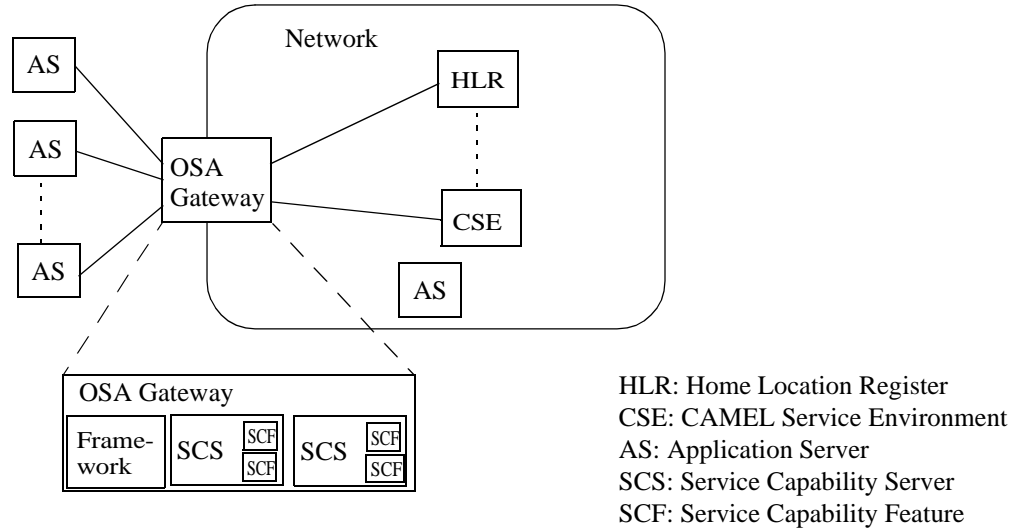 Network
AS
HLR
AS
OSA
Gateway
CSE
AS
AS
OSA Gateway
Frame-
work
SCS
SCF
SCF
SCS
SCF
SCF
HLR: Home Location Register
CSE: CAMEL Service Environment
AS: Application Server
SCS: Service Capability Server
SCF: Service Capability Feature